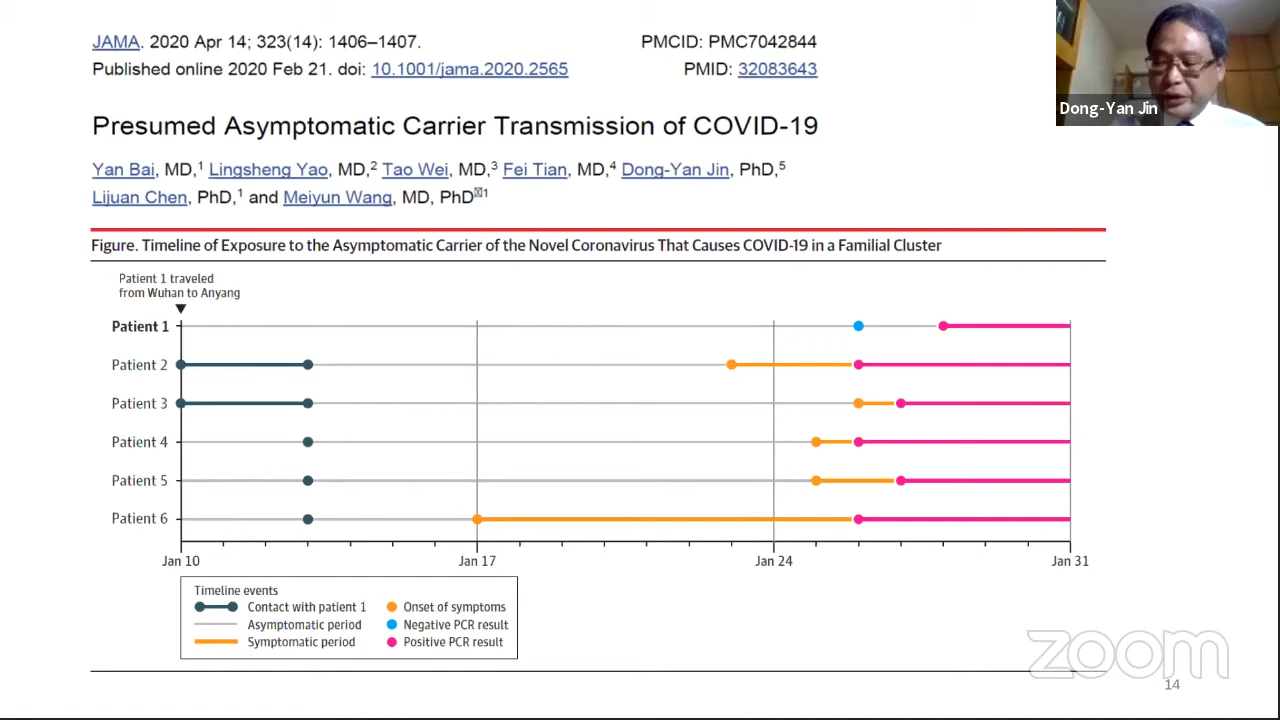 JAMA. 2020 Apr 14; 323(14): 1406–1407.
PMCID: PMC7042844
Published online 2020 Feb 21. doi: 10.1001/jama.2020.2565
PMID: 32083643
Dong-Yan Jin
Presumed Asymptomatic Carrier Transmission of COVID-19
Yan Bai, MD,1 Lingsheng Yao, MD,2 Tao Wei, MD,3 Fei Tian, MD,4 Dong-Yan Jin, PhD,5
Lijuan Chen, PhD,1 and Meiyun Wang, MD, PhD1
Figure. Timeline of Exposure to the Asymptomatic Carrier of the Novel Coronavirus That Causes COVID-19 in a Familial Cluster
Patient 1 traveled
from Wuhan to Anyang
Patient 1
Patient 2
Patient 3
Patient 4
Patient 5
Patient 6
Jan 10 Jan 17 Jan 24 Jan 31
Timeline events
Contact with patient 1 Onset of symptoms
Asymptomatic period Negative PCR result
Symptomatic period Positive PCR result
zoom
14